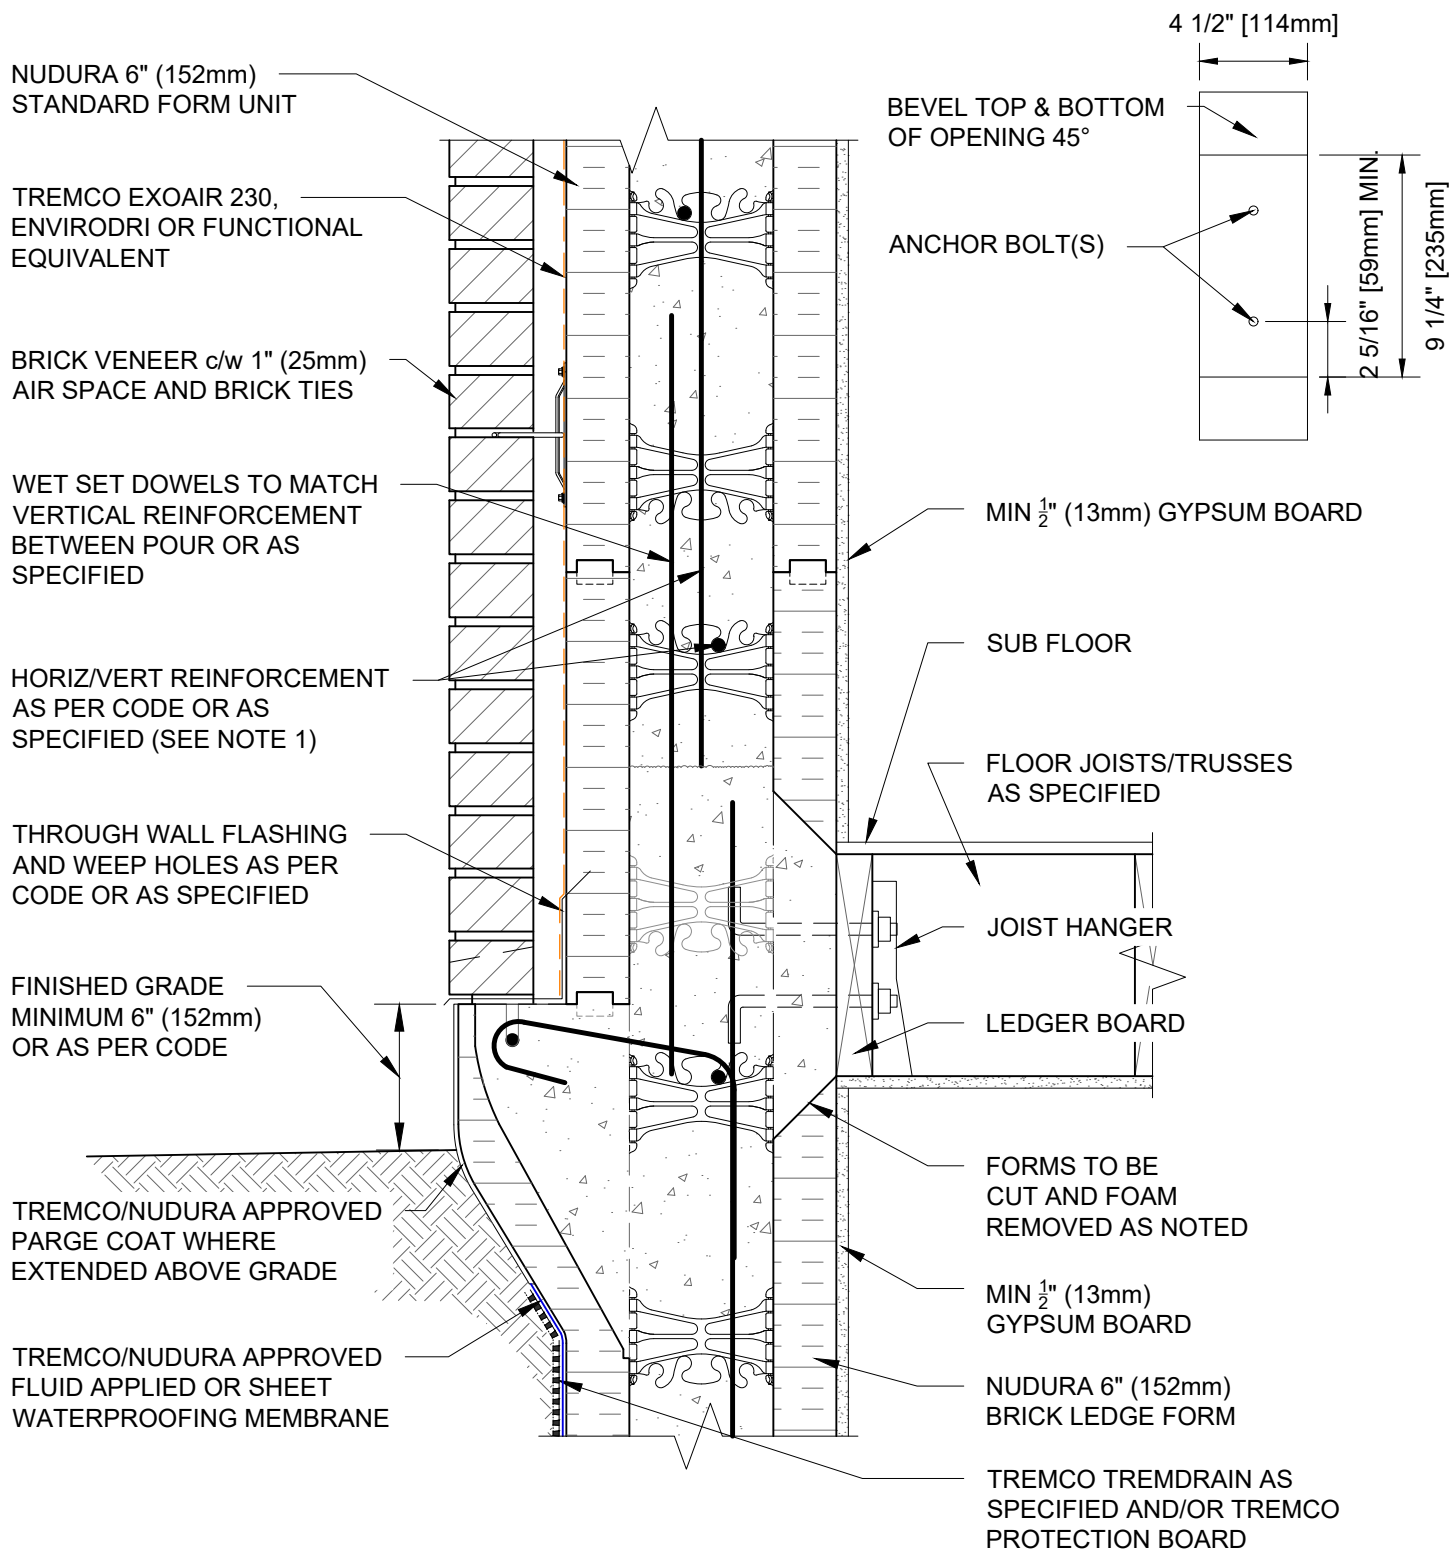 NUDURA 6" (152mm)
STANDARD FORM UNIT
TREMCO EXOAIR 230,
ENVIRODRI OR FUNCTIONAL
EQUIVALENT
BRICK VENEER c/w 1" (25mm)
AIR SPACE AND BRICK TIES
WET SET DOWELS TO MATCH
VERTICAL REINFORCEMENT
BETWEEN POUR OR AS
SPECIFIED
HORIZ/VERT REINFORCEMENT
AS PER CODE OR AS
SPECIFIED (SEE NOTE 1)
THROUGH WALL FLASHING
AND WEEP HOLES AS PER
CODE OR AS SPECIFIED
FINISHED GRADE
MINIMUM 6" (152mm)
OR AS PER CODE
TREMCO/NUDURA APPROVED
PARGE COAT WHERE
EXTENDED ABOVE GRADE
TREMCO/NUDURA APPROVED
FLUID APPLIED OR SHEET
WATERPROOFING MEMBRANE
4 1/2" [114mm]
BEVEL TOP & BOTTOM
OF OPENING 45°
ANCHOR BOLT(S)
2 5/16" [59mm] MIN.
9 1/4" [235mm]
MIN 1/2" (13mm) GYPSUM BOARD
SUB FLOOR
FLOOR JOISTS/TRUSSES
AS SPECIFIED
JOIST HANGER
LEDGER BOARD
FORMS TO BE
CUT AND FOAM
REMOVED AS NOTED
MIN 1/2" (13mm)
GYPSUM BOARD
NUDURA 6" (152mm)
BRICK LEDGE FORM
TREMCO TREMDRAIN AS
SPECIFIED AND/OR TREMCO
PROTECTION BOARD